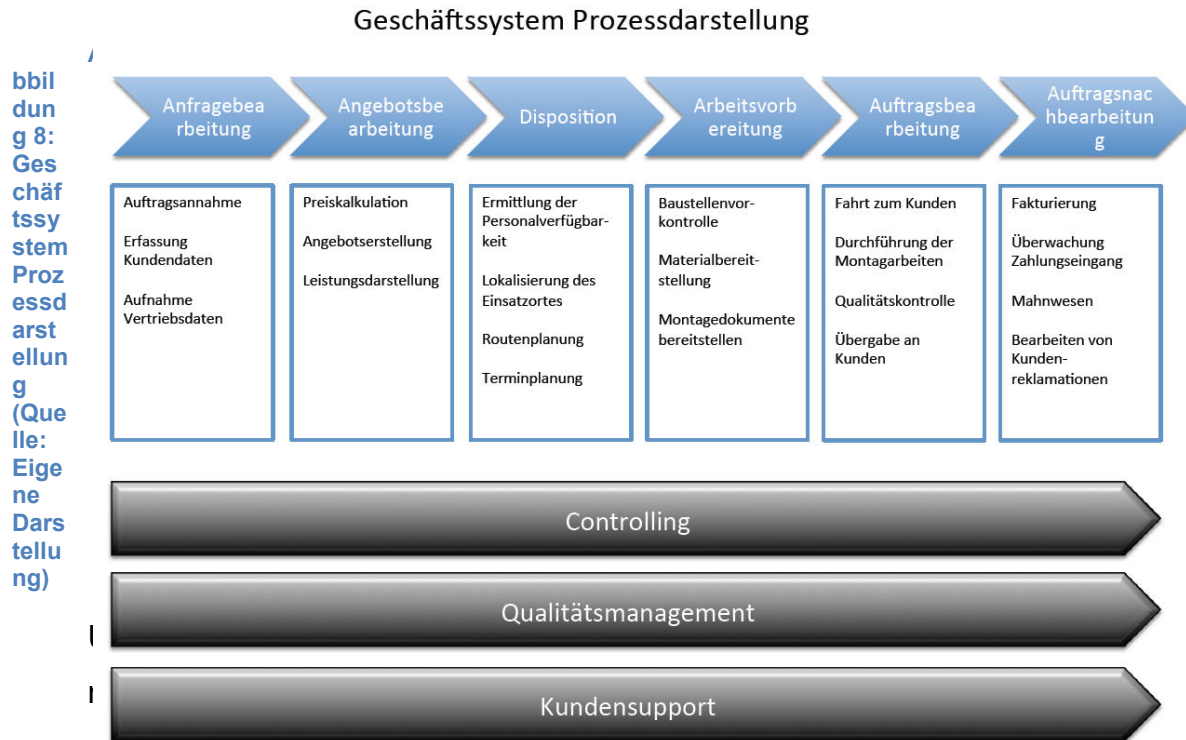 Geschäftssystem Prozessdarstellung
bbil
dun
g 8:
Ges
chäf
tssy
stem
Proz
essd
arst
ellun
g
(Que
lle:
Eige
ne
Dars
tellu
ng)
Anfragebea
rbeitung
Angebotsbe
arbeitung
Disposition
Arbeitsvorb
ereitung
Auftragsbea
rbeitung
Auftragsnac
hbearbeitun
g
Auftragsannahme
Erfassung
Kundendaten
Aufnahme
Vertriebsdaten
Preiskalkulation
Angebotserstellung
Leistungsdarstellung
Ermittlung der
Personalverfügbar-
keit
Lokalisierung des
Einsatzortes
Routenplanung
Terminplanung
Baustellenvor-
kontrolle
Materialbereit-
stellung
Montagedokumente
bereitstellen
Fahrt zum Kunden
Durchführung der
Montagarbeiten
Qualitätskontrolle
Übergabe an
Kunden
Fakturierung
Überwachung
Zahlungseingang
Mahnwesen
Bearbeiten von
Kunden-
reklamationen
Controlling
Qualitätsmanagement
Kundensupport